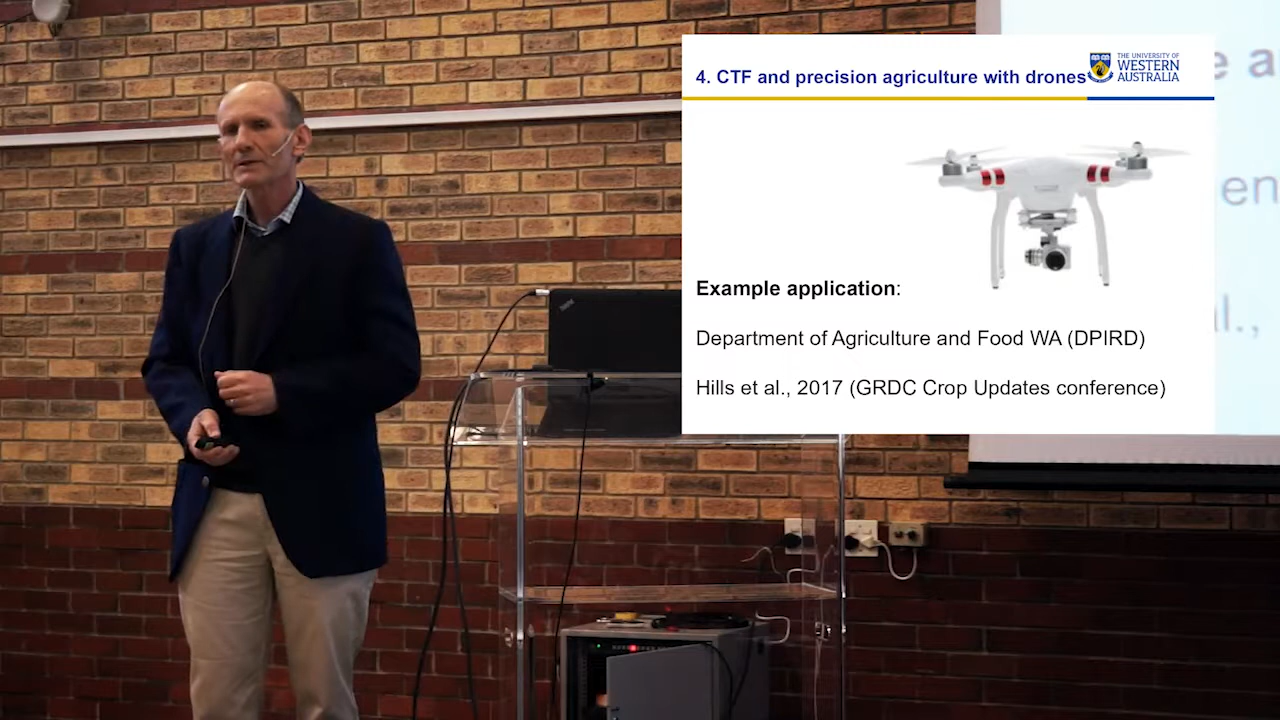 4. CTF and precision agriculture with drones
THE UNIVERSITY OF
WESTERN
AUSTRALIA
Example application:
Department of Agriculture and Food WA (DPIRD)
Hills et al., 2017 (GRDC Crop Updates conference)
e a
en
l.,